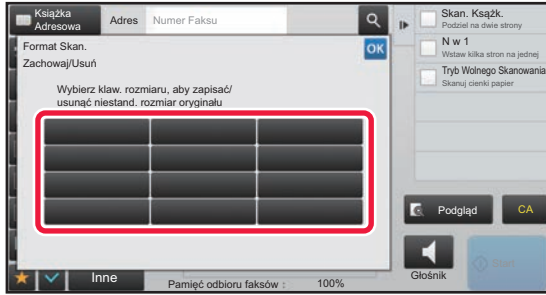 Książka
Adresowa
Adres
Numer Faksu
Format Skan.
OK
Zachowaj/Usuń
Wybierz klaw. rozmiaru, aby zapisać/
usunąć niestand. rozmiar oryginału
Inne
Pamięć odbioru faksów :
100%
Skan. Książk.
Podziel na dwie strony
N w 1
Wstaw kilka stron na jednej
Tryb Wolnego Skanowania
Skanuj cienki papier
Podgląd
CA
Głośnik
Start